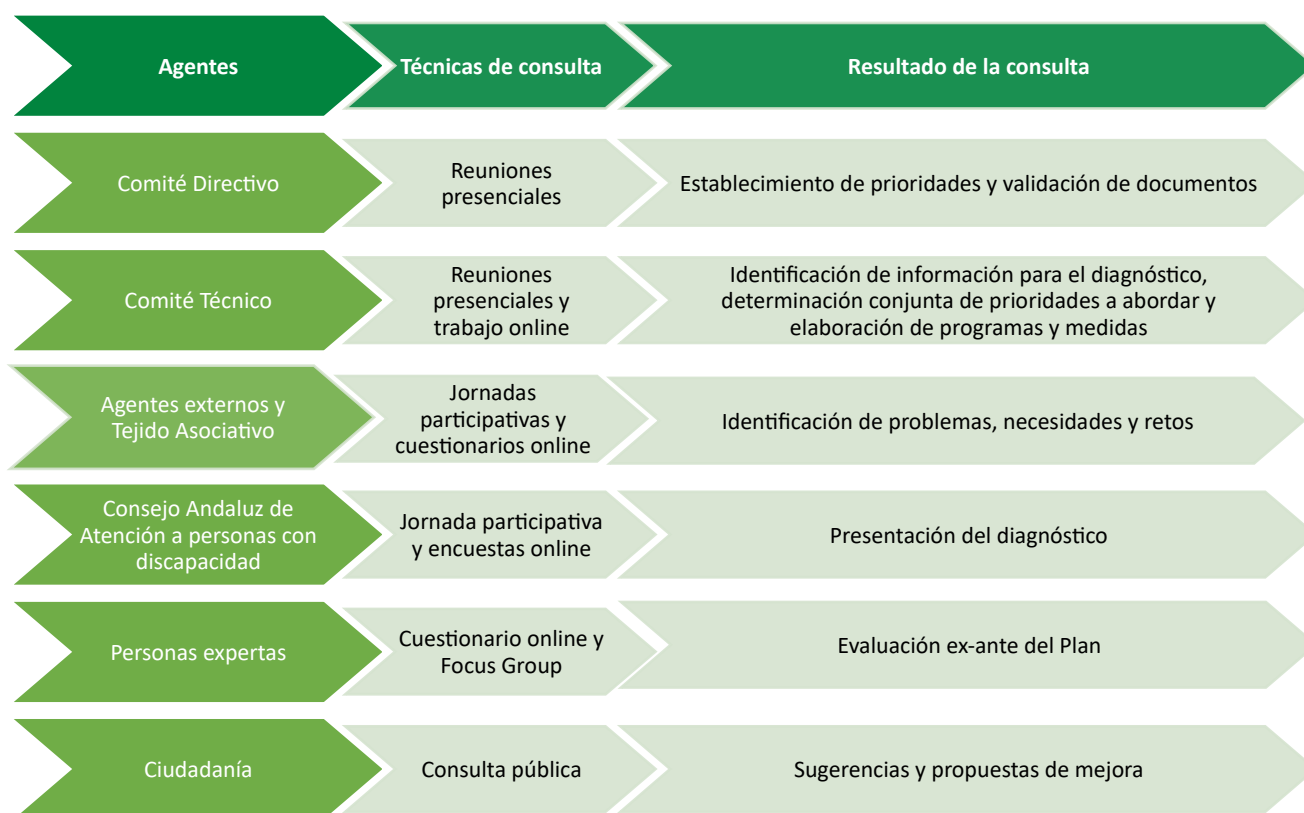 Agentes
Técnicas de consulta
Resultado de la consulta
Comité Directivo
Reuniones
presenciales
Establecimiento de prioridades y validación de documentos
Comité Técnico
Reuniones
presenciales y
trabajo online
Identificación de información para el diagnóstico,
determinación conjunta de prioridades a abordar y
elaboración de programas y medidas
Agentes externos y
Tejido Asociativo
Jornadas
participativas y
cuestionarios online
Identificación de problemas, necesidades y retos
Consejo Andaluz de
Atención a personas con
discapacidad
Jornada participativa
y encuestas online
Presentación del diagnóstico
Personas expertas
Cuestionario online y
Focus Group
Evaluación ex-ante del Plan
Ciudadanía
Consulta pública
Sugerencias y propuestas de mejora